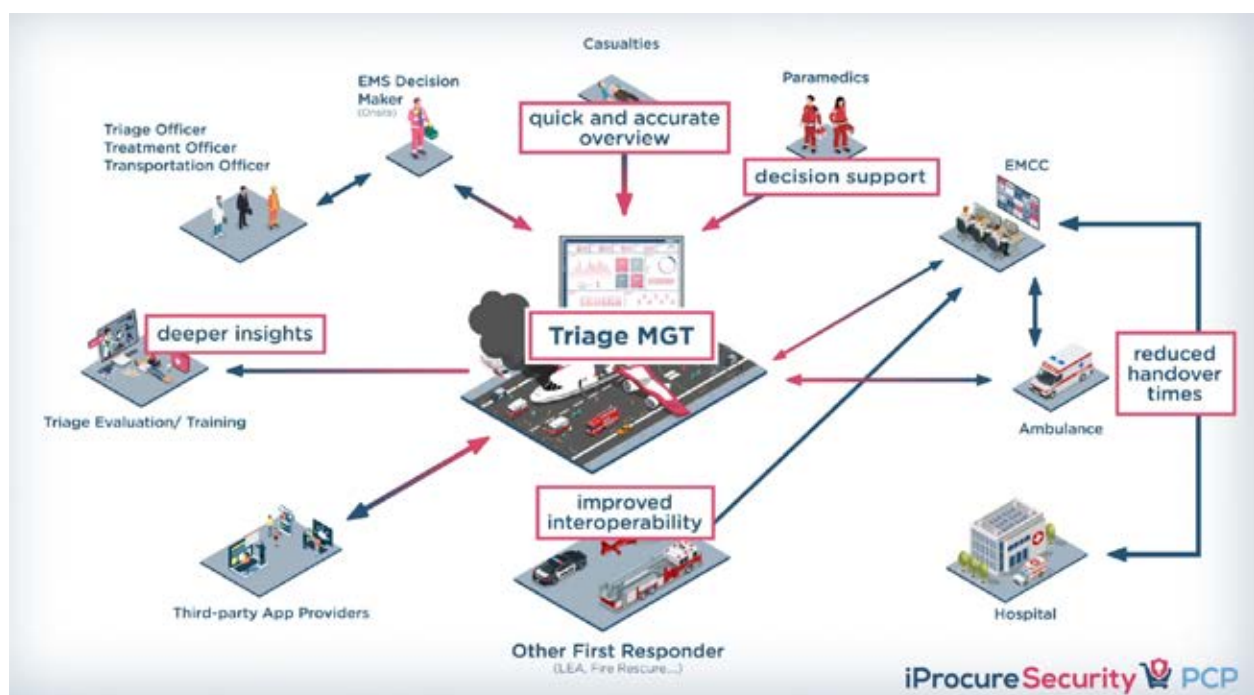 Casualties
EMS Decision
Maker
(Onsite)
Paramedics
quick and accurate
overview
Triage Officer
Treatment Officer
Transportation Officer
decision support
EMCC
deeper insights
Triage MGT
reduced
handover
times
Triage Evaluation/ Training
Ambulance
improved
interoperability
Third-party App Providers
Hospital
Other First Responder
(LEA, Fire Rescure...)
iProcureSecurity PCP